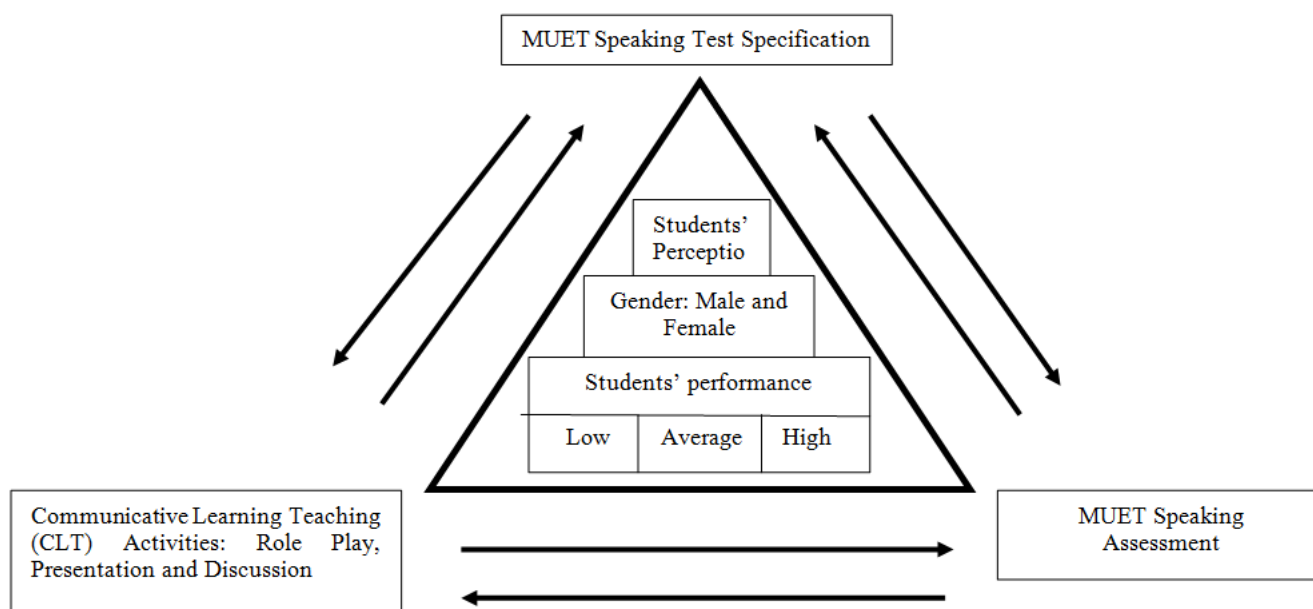 MUET Speaking Test Specification
Students’
Perceptio
Gender: Male and
Female
Students’ performance
Low Average High
Communicative Learning Teaching
(CLT) Activities: Role Play,
Presentation and Discussion
MUET Speaking
Assessment